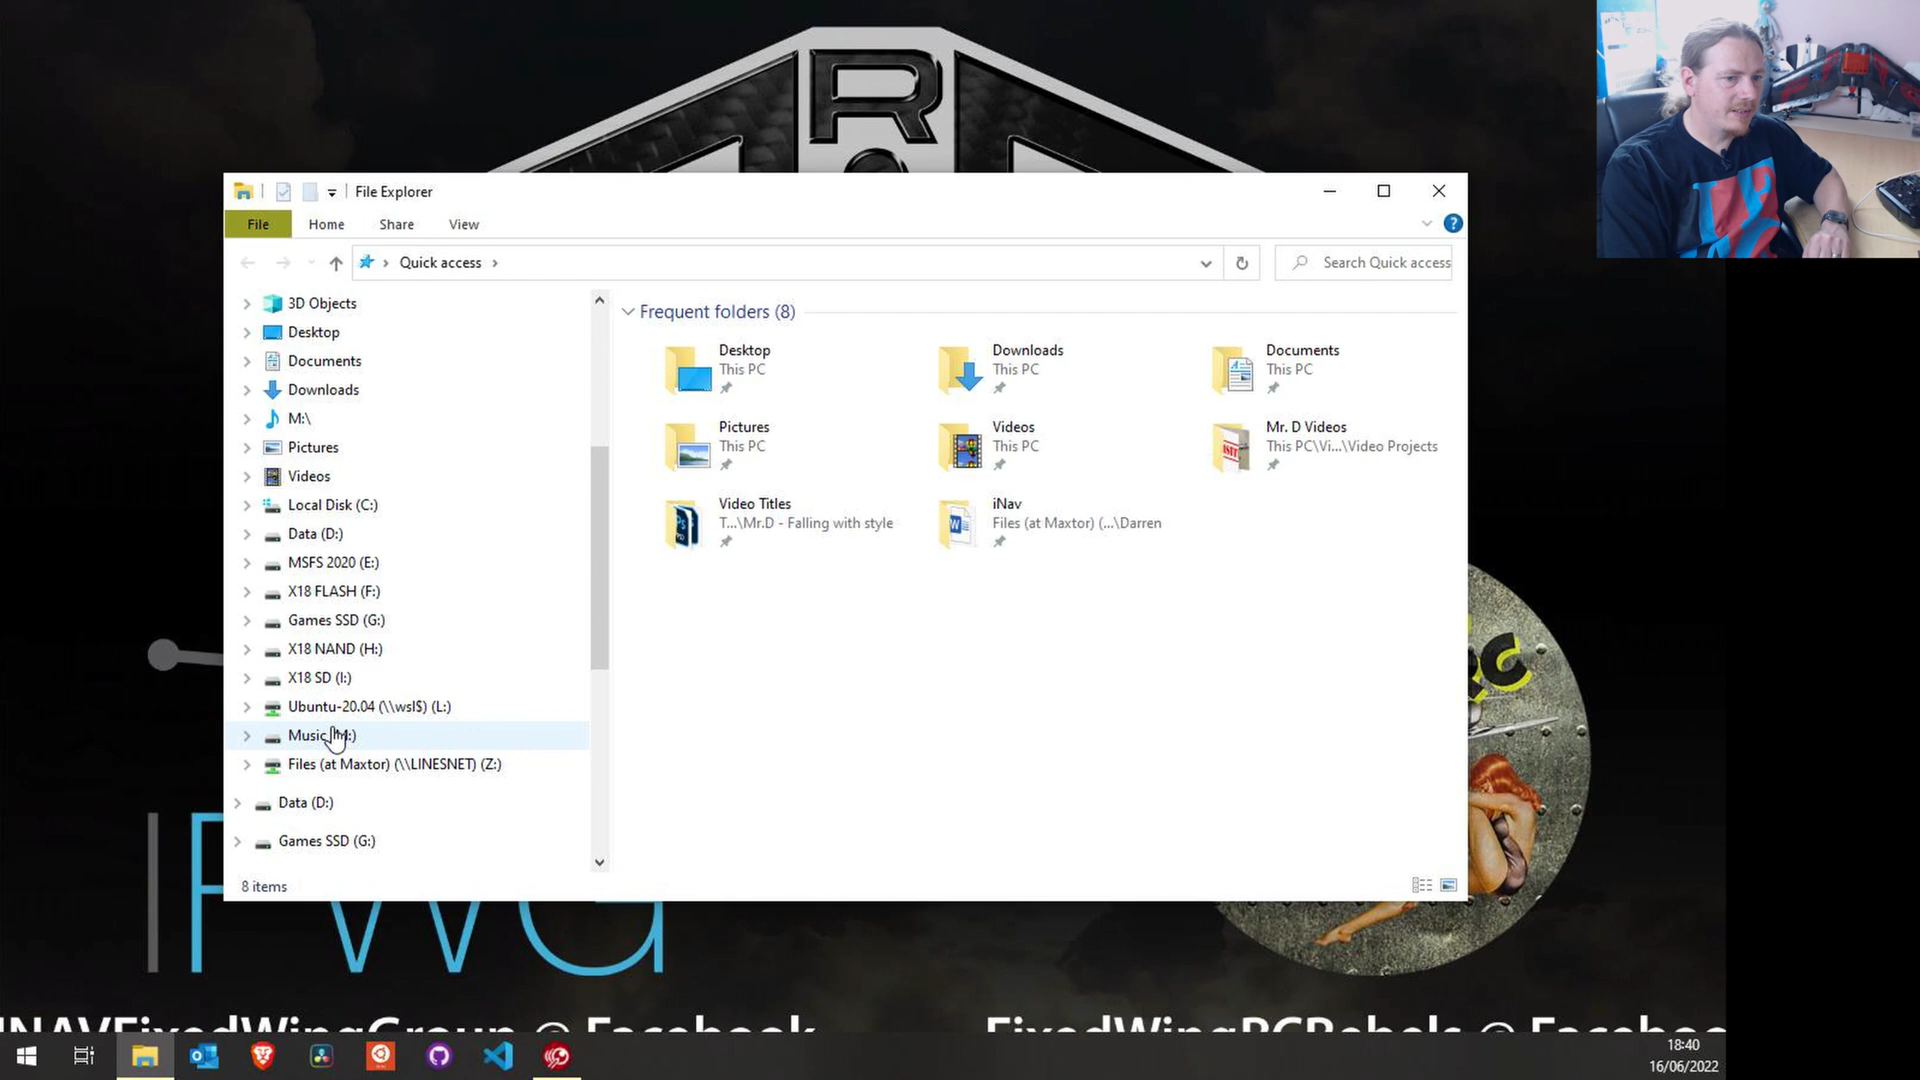 R
File Explorer
File
Home
Share
View
?
Quick access
Search Quick access
3D Objects
Desktop
Documents
Downloads
M:\
Pictures
Videos
Local Disk (C:)
Data (D:)
MSFS 2020 (E:)
X18 FLASH (F:)
Games SSD (G:)
X18 NAND (H:)
X18 SD (I:)
Ubuntu-20.04 (\\wsl$) (L:)
Files (at Maxtor) (\\LINESNET) (Z:)
Data (D:)
Games SSD (G:)
Frequent folders (8)
Desktop
This PC
Downloads
This PC
Documents
This PC
Pictures
This PC
Videos
This PC
Mr. D Videos
This PC\Vi...\Video Projects
Video Titles
T...\Mr.D - Falling with style
iNav
Files (at Maxtor) (...\Darren
8 items
INAVFixedWingGroup @ Facebook
FixedWingRCRebels @ Faceboo
18:40
16/06/2022